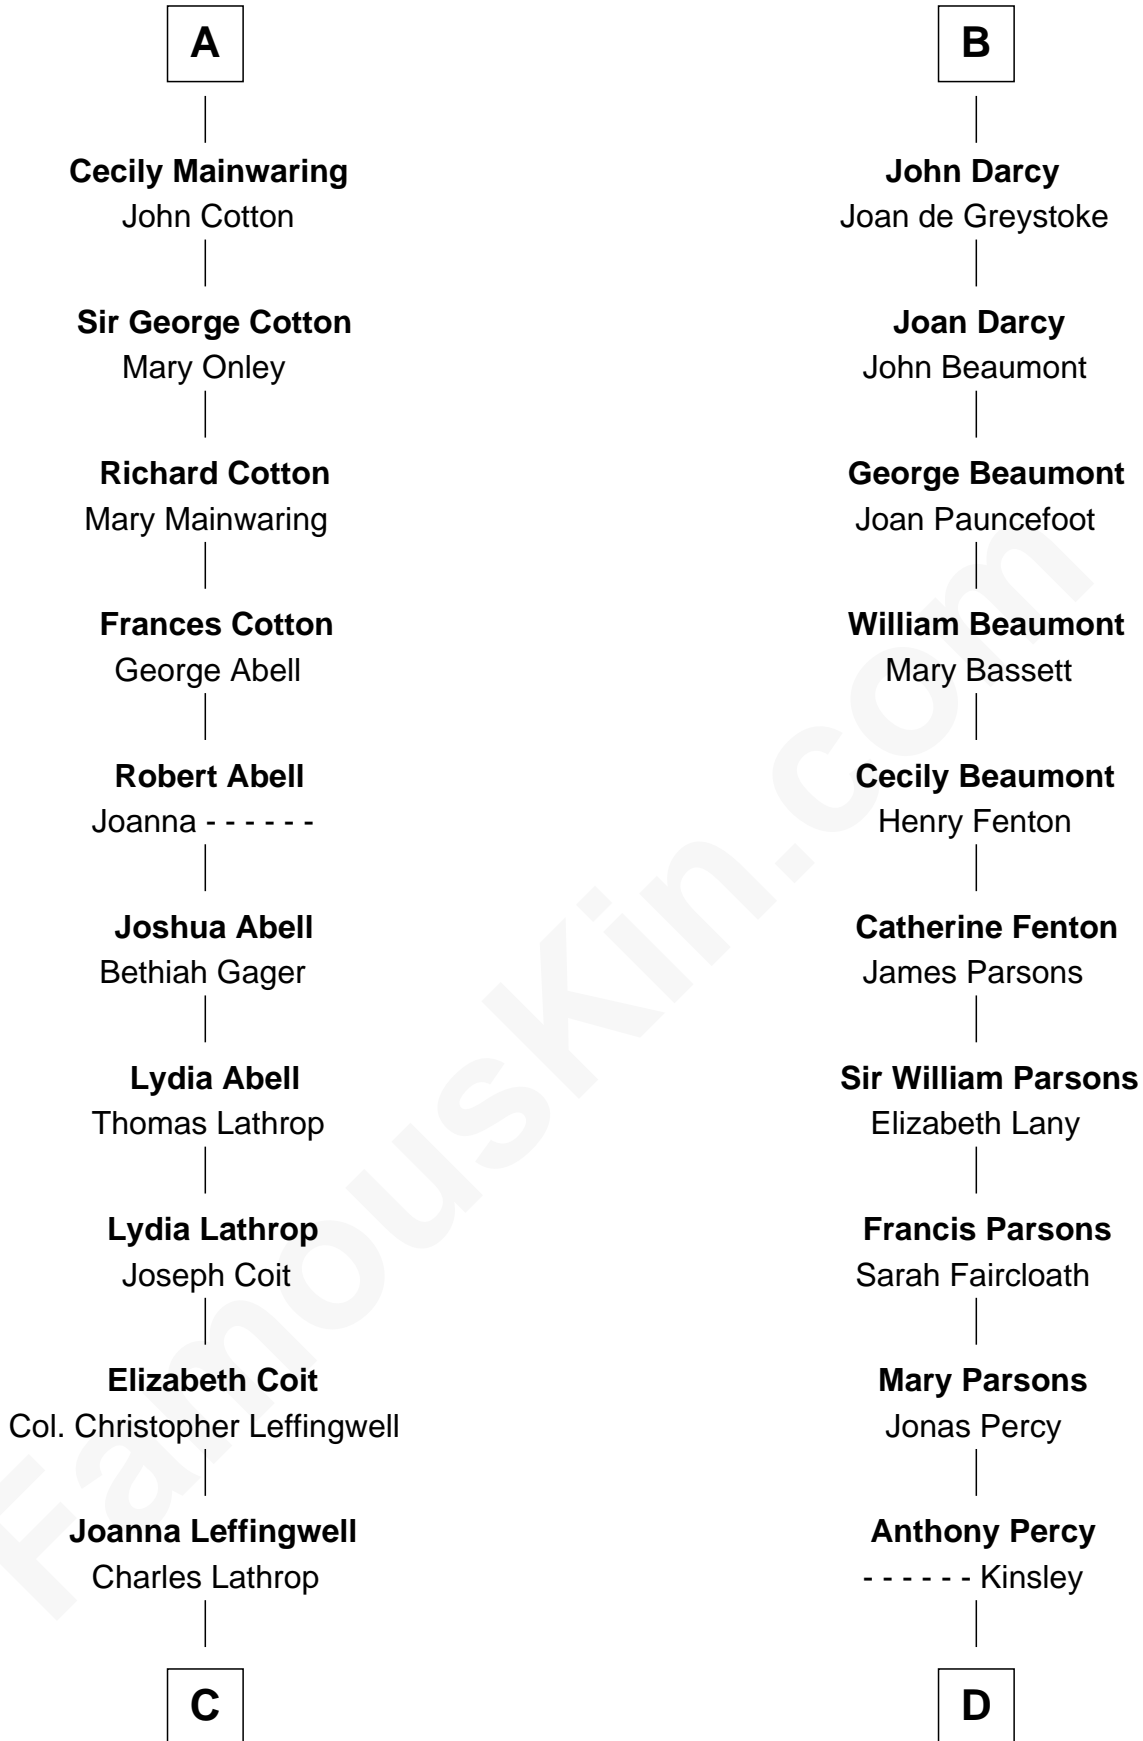 A
Cecily Mainwaring
John Cotton
Sir George Cotton
Mary Onley
Richard Cotton
Mary Mainwaring
Frances Cotton
George Abell
Robert Abell
Joanna - - - - - -
Joshua Abell
Bethiah Gager
Lydia Abell
Thomas Lathrop
Lydia Lathrop
Joseph Coit
Elizabeth Coit
Col. Christopher Leffingwell
Joanna Leffingwell
Charles Lathrop
C
B
John Darcy
Joan de Greystoke
Joan Darcy
John Beaumont
George Beaumont
Joan Pauncefoot
William Beaumont
Mary Bassett
Cecily Beaumont
Henry Fenton
Catherine Fenton
James Parsons
Sir William Parsons
Elizabeth Lany
Francis Parsons
Sarah Faircloath
Mary Parsons
Jonas Percy
Anthony Percy
- - - - - - Kinsley
D
FamousKin.com